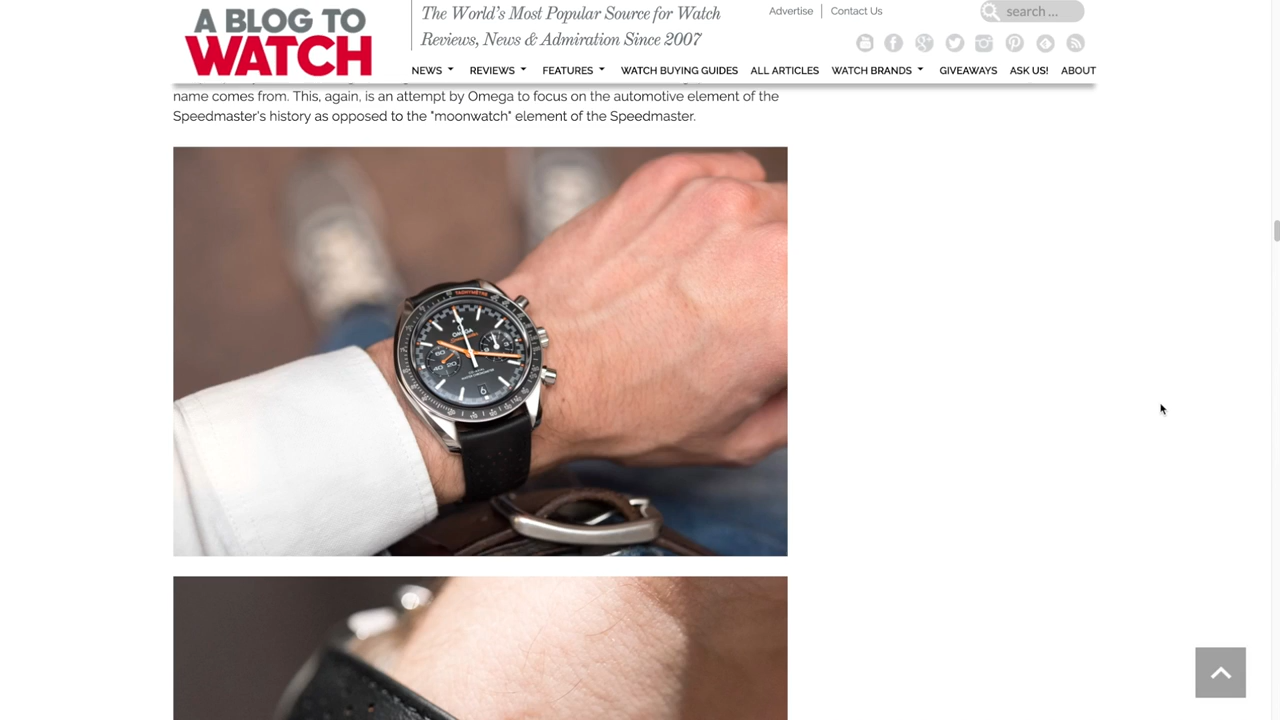 A BLOG TO
WATCH
The World's Most Popular Source for Watch
Reviews, News & Admiration Since 2007
Advertise
Contact Us
search ...
NEWS
REVIEWS
FEATURES
WATCH BUYING GUIDES
ALL ARTICLES
WATCH BRANDS
GIVEAWAYS
ASK US!
ABOUT
name comes from. This, again, is an attempt by Omega to focus on the automotive element of the
Speedmaster's history as opposed to the "moonwatch" element of the Speedmaster.
TACHYMÈTRE
OMEGA